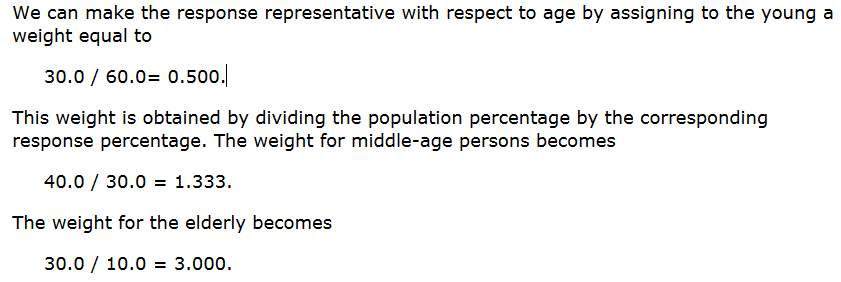 We can make the response representative with respect to age by assigning to the young a
weight equal to
30.0 / 60.0= 0.500.
This weight is obtained by dividing the population percentage by the corresponding
response percentage. The weight for middle-age persons becomes
40.0 / 30.0 = 1.333.
The weight for the elderly becomes
30.0 / 10.0 = 3.000.